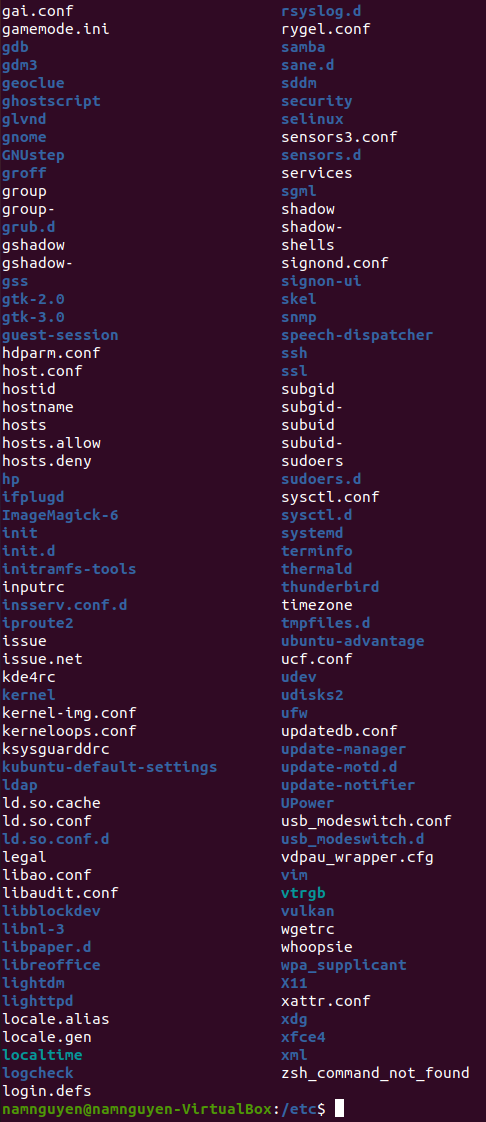 gai.conf rsyslog.d
gamemode.ini rygel.conf
gdb samba
gdm3 sane.d
geoclue sddm
ghostscript security
glvnd selinux
gnome sensors3.conf
GNUstep sensors.d
groff services
group sgml
group- shadow
grub.d shadow-
gshadow shells
gshadow- signond.conf
gss signon-ui
gtk-2.0 skel
gtk-3.0 snmp
guest-session speech-dispatcher
hdparm.conf ssh
host.conf ssl
hostid subgid
hostname subgid-
hosts subuid
hosts.allow subuid-
hosts.deny sudoers
hp sudoers.d
ifplugd sysctl.conf
ImageMagick-6 sysctl.d
init systemd
init.d terminfo
initramfs-tools thermald
inputrc thunderbird
insserv.conf.d timezone
iproute2 tmpfiles.d
issue ubuntu-advantage
issue.net ucf.conf
kde4rc udev
kernel udisks2
kernel-img.conf ufw
kerneloops.conf updatedb.conf
ksysguarddrc update-manager
kubuntu-default-settings update-motd.d
ldap update-notifier
ld.so.cache UPower
ld.so.conf usb_modeswitch.conf
ld.so.conf.d usb_modeswitch.d
legal vdpau_wrapper.cfg
libao.conf vim
libaudit.conf vtrgb
libblockdev vulkan
libnl-3 wgetrc
libpaper.d whoopsie
libreoffice wpa_supplicant
lightdm X11
lighttpd xattr.conf
locale.alias xdg
locale.gen xfce4
localtime xml
logcheck zsh_command_not_found
login.defs
namnguyen@namnguyen-VirtualBox:/etc$